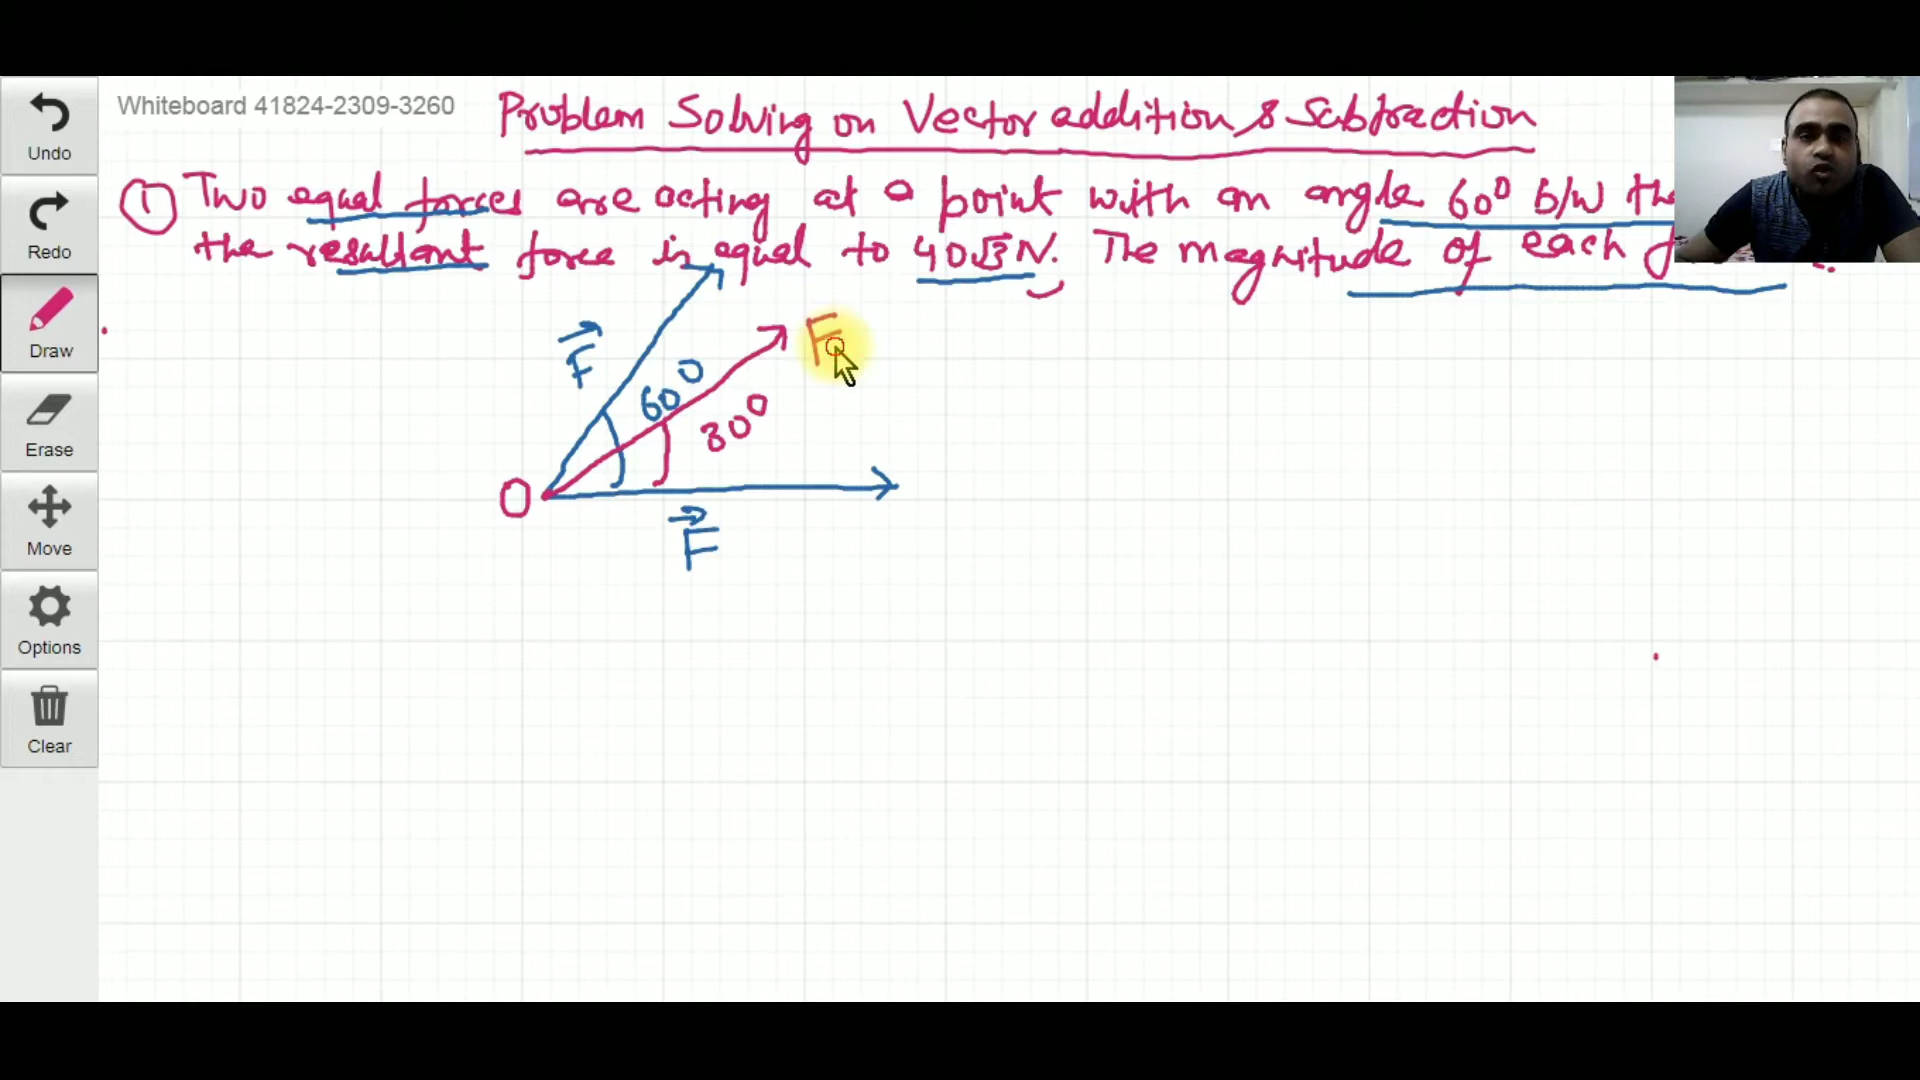 Whiteboard 41824-2309-3260
Problem Solving on Vector addition & Subtraction
① Two equal forces are acting at a point with an angle 60° b/w
the resultant force is equal to 40√3 N. The magnitude of each
F
60°
30°
F
O
F
Undo
Redo
Draw
Erase
Move
Options
Clear